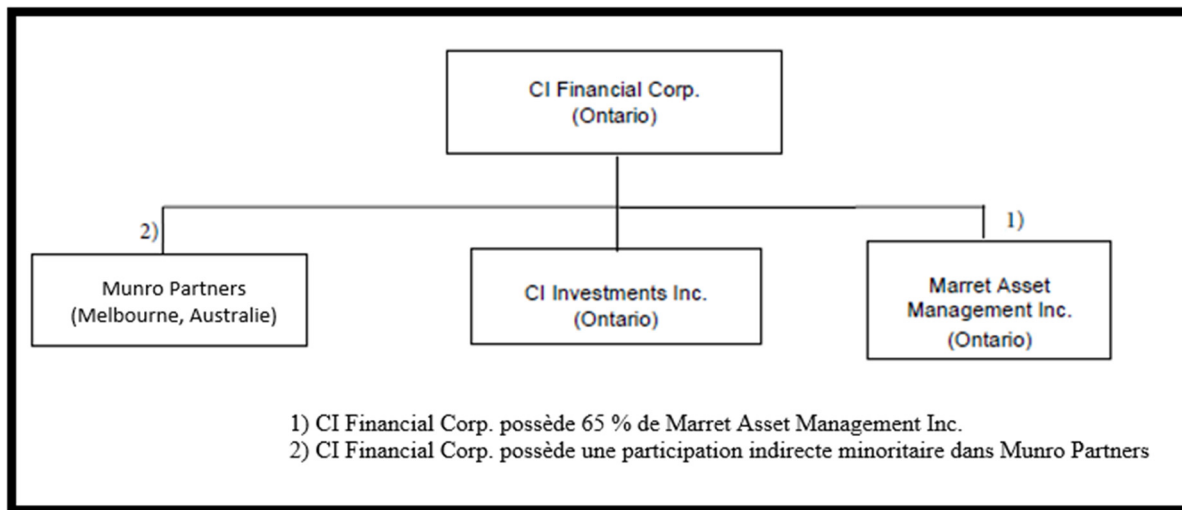 CI Financial Corp.
(Ontario)
2)
1)
Munro Partners
(Melbourne, Australie)
CI Investments Inc.
(Ontario)
Marret Asset
Management Inc.
(Ontario)
1) CI Financial Corp. possède 65 % de Marret Asset Management Inc.
2) CI Financial Corp. possède une participation indirecte minoritaire dans Munro Partners